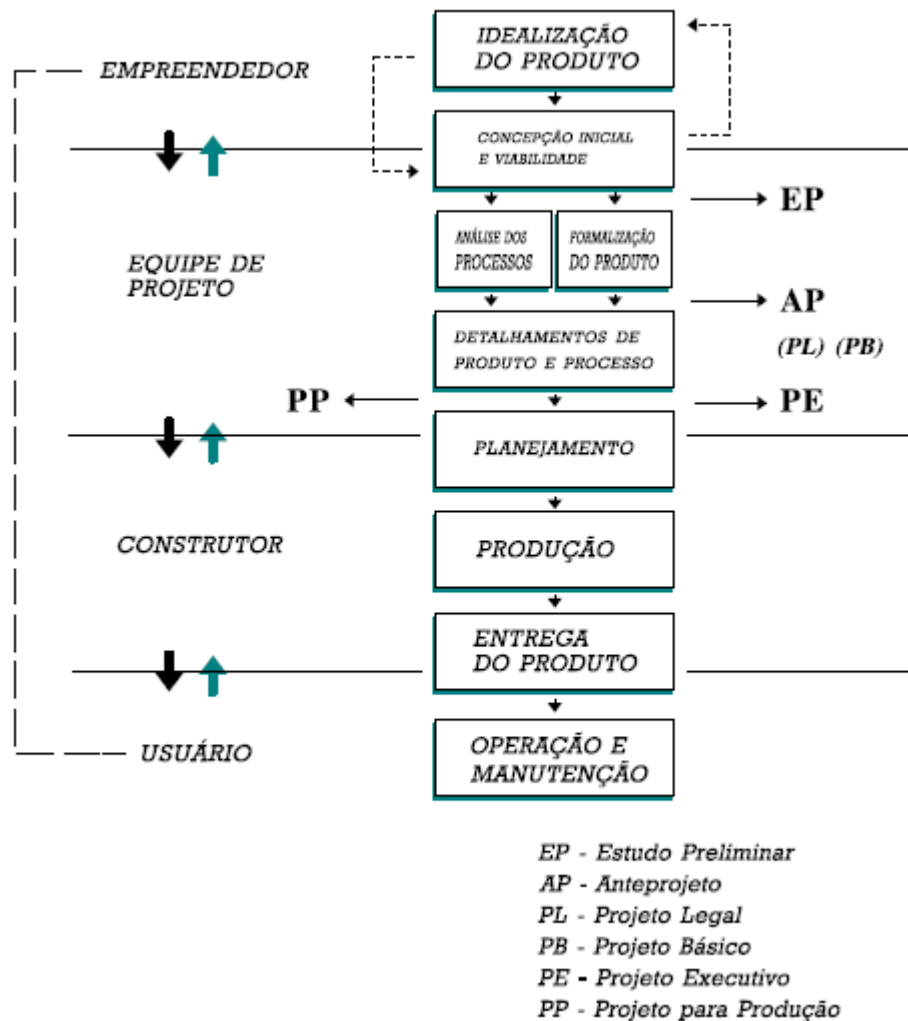 IDEALIZAÇÃO
DO PRODUTO
EMPREENDEDOR
CONCEPÇÃO INICIAL
E VIABILIDADE
EP
ANÁLISE DOS
PROCESSOS
FORMALIZAÇÃO
DO PRODUTO
EQUIPE DE
PROJETO
AP
(PL) (PB)
DETALHAMENTOS DE
PRODUTO E PROCESSO
PP
PE
PLANEJAMENTO
CONSTRUTOR
PRODUÇÃO
ENTREGA
DO PRODUTO
USUÁRIO
OPERAÇÃO E
MANUTENÇÃO
EP - Estudo Preliminar
AP - Anteprojeto
PL - Projeto Legal
PB - Projeto Básico
PE - Projeto Executivo
PP - Projeto para Produção